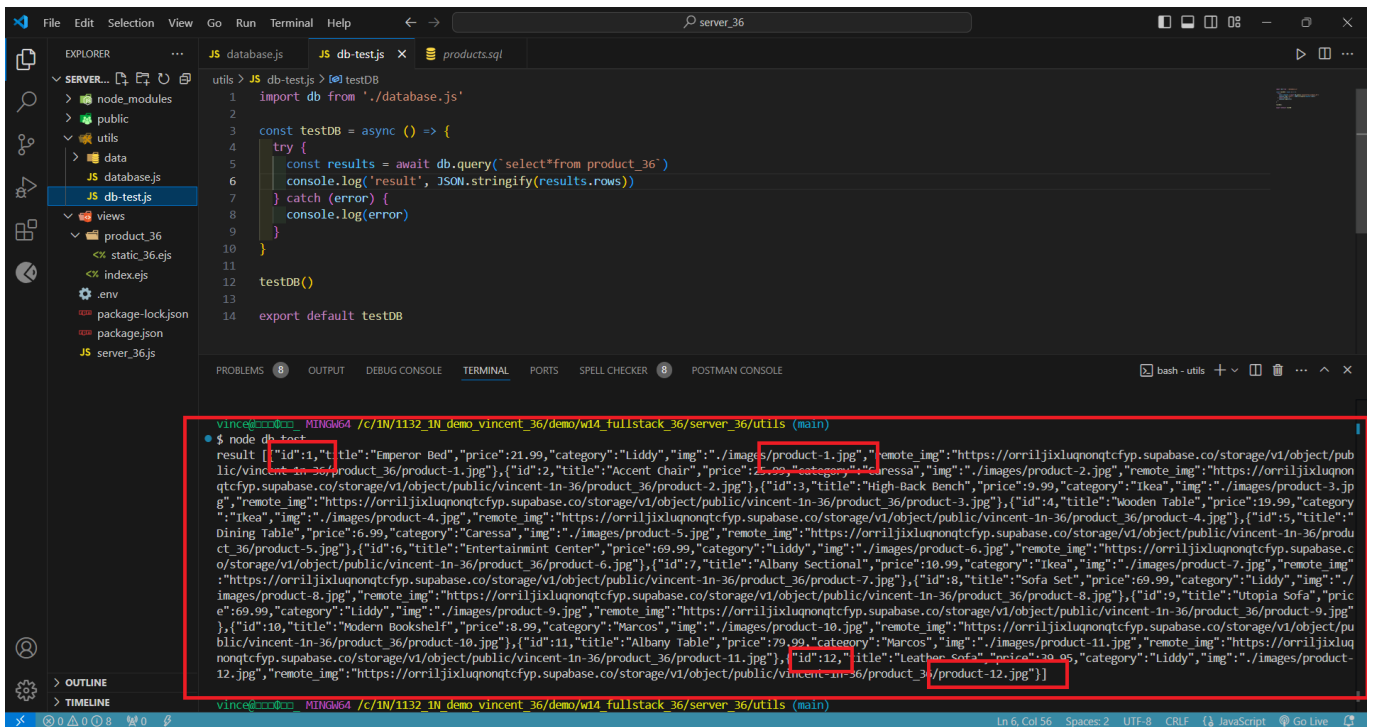 File Edit Selection View Go Run Terminal Help
server_36
EXPLORER
JS database.js
JS db-test.js
products.sql
SERVER...
node_modules
public
utils
data
JS database.js
JS db-test.js
views
product_36
<% static_36.ejs
<% index.ejs
.env
package-lock.json
package.json
JS server_36.js
OUTLINE
TIMELINE
utils > JS db-test.js > testDB
1 import db from './database.js'
2
3 const testDB = async () => {
4 try {
5 const results = await db.query(`select*from product_36`)
6 console.log('result', JSON.stringify(results.rows))
7 } catch (error) {
8 console.log(error)
9 }
10 }
11
12 testDB()
13
14 export default testDB
PROBLEMS 8 OUTPUT DEBUG CONSOLE TERMINAL PORTS SPELL CHECKER 8 POSTMAN CONSOLE
bash - utils
MINGW64 /c/1N/1132_1N_demo_vincent_36/demo/w14_fullstack_36/server_36/utils (main)
$ node db-test
result [{"id":1,"title":"Emperor Bed","price":21.99,"category":"Liddy","img":"./images/product-1.jpg","remote_img":"https://orriljixluqnonqtcfyp.supabase.co/storage/v1/object/pub
lic/vincent-1n-36/product_36/product-1.jpg"},{"id":2,"title":"Accent Chair","price":25.99,"category":"Caressa","img":"./images/product-2.jpg","remote_img":"https://orriljixluqnon
qtcfyp.supabase.co/storage/v1/object/public/vincent-1n-36/product_36/product-2.jpg"},{"id":3,"title":"High-Back Bench","price":9.99,"category":"Ikea","img":"./images/product-3.jp
g","remote_img":"https://orriljixluqnonqtcfyp.supabase.co/storage/v1/object/public/vincent-1n-36/product_36/product-3.jpg"},{"id":4,"title":"Wooden Table","price":19.99,"category
":"Ikea","img":"./images/product-4.jpg","remote_img":"https://orriljixluqnonqtcfyp.supabase.co/storage/v1/object/public/vincent-1n-36/product_36/product-4.jpg"},{"id":5,"title":"
Dining Table","price":6.99,"category":"Caressa","img":"./images/product-5.jpg","remote_img":"https://orriljixluqnonqtcfyp.supabase.co/storage/v1/object/public/vincent-1n-36/produ
ct_36/product-5.jpg"},{"id":6,"title":"Entertainmint Center","price":69.99,"category":"Liddy","img":"./images/product-6.jpg","remote_img":"https://orriljixluqnonqtcfyp.supabase.c
o/storage/v1/object/public/vincent-1n-36/product_36/product-6.jpg"},{"id":7,"title":"Albany Sectional","price":10.99,"category":"Ikea","img":"./images/product-7.jpg","remote_img"
:"https://orriljixluqnonqtcfyp.supabase.co/storage/v1/object/public/vincent-1n-36/product_36/product-7.jpg"},{"id":8,"title":"Sofa Set","price":69.99,"category":"Liddy","img":"./
images/product-8.jpg","remote_img":"https://orriljixluqnonqtcfyp.supabase.co/storage/v1/object/public/vincent-1n-36/product_36/product-8.jpg"},{"id":9,"title":"Utopia Sofa","pric
e":69.99,"category":"Liddy","img":"./images/product-9.jpg","remote_img":"https://orriljixluqnonqtcfyp.supabase.co/storage/v1/object/public/vincent-1n-36/product_36/product-9.jpg"
},{"id":10,"title":"Modern Bookshelf","price":8.99,"category":"Marcos","img":"./images/product-10.jpg","remote_img":"https://orriljixluqnonqtcfyp.supabase.co/storage/v1/object/pu
blic/vincent-1n-36/product_36/product-10.jpg"},{"id":11,"title":"Albany Table","price":79.99,"category":"Marcos","img":"./images/product-11.jpg","remote_img":"https://orriljixluq
nonqtcfyp.supabase.co/storage/v1/object/public/vincent-1n-36/product_36/product-11.jpg"},{"id":12,"title":"Leather Sofa","price":39.95,"category":"Liddy","img":"./images/product-
12.jpg","remote_img":"https://orriljixluqnonqtcfyp.supabase.co/storage/v1/object/public/vincent-1n-36/product_36/product-12.jpg"}]
MINGW64 /c/1N/1132_1N_demo_vincent_36/demo/w14_fullstack_36/server_36/utils (main)
0 0 8 0 Ln 6, Col 56 Spaces: 2 UTF-8 CRLF JavaScript Go Live